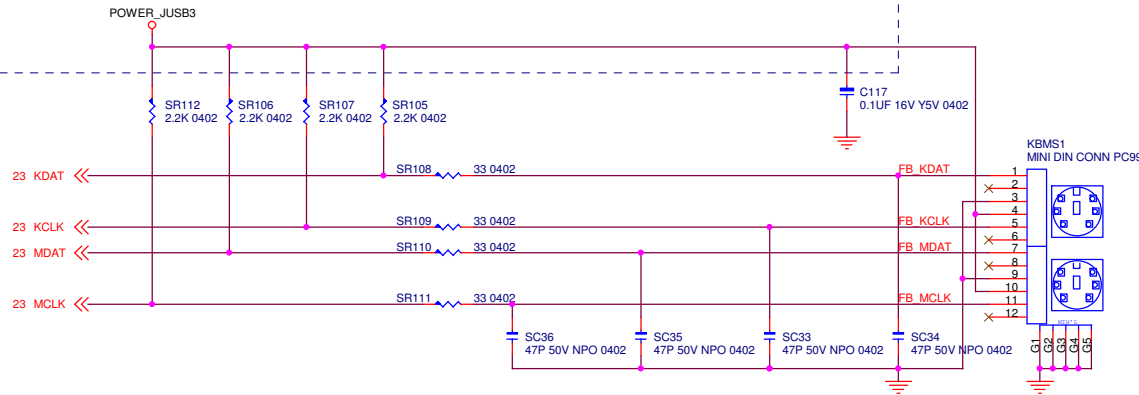 POWER_JUSB3
SR112
2.2K 0402
SR106
2.2K 0402
SR107
2.2K 0402
SR105
2.2K 0402
C117
0.1UF 16V Y5V 0402
KBMS1
MINI DIN CONN PC99
23 KDAT
SR108 33 0402
FB_KDAT
1
2
3
4
23 KCLK
SR109 33 0402
FB_KCLK
5
6
23 MDAT
SR110 33 0402
FB_MDAT
7
8
9
10
23 MCLK
SR111 33 0402
FB_MCLK
11
12
SC36
47P 50V NPO 0402
SC35
47P 50V NPO 0402
SC33
47P 50V NPO 0402
SC34
47P 50V NPO 0402
MTH'S
G1
G2
G3
G4
G5